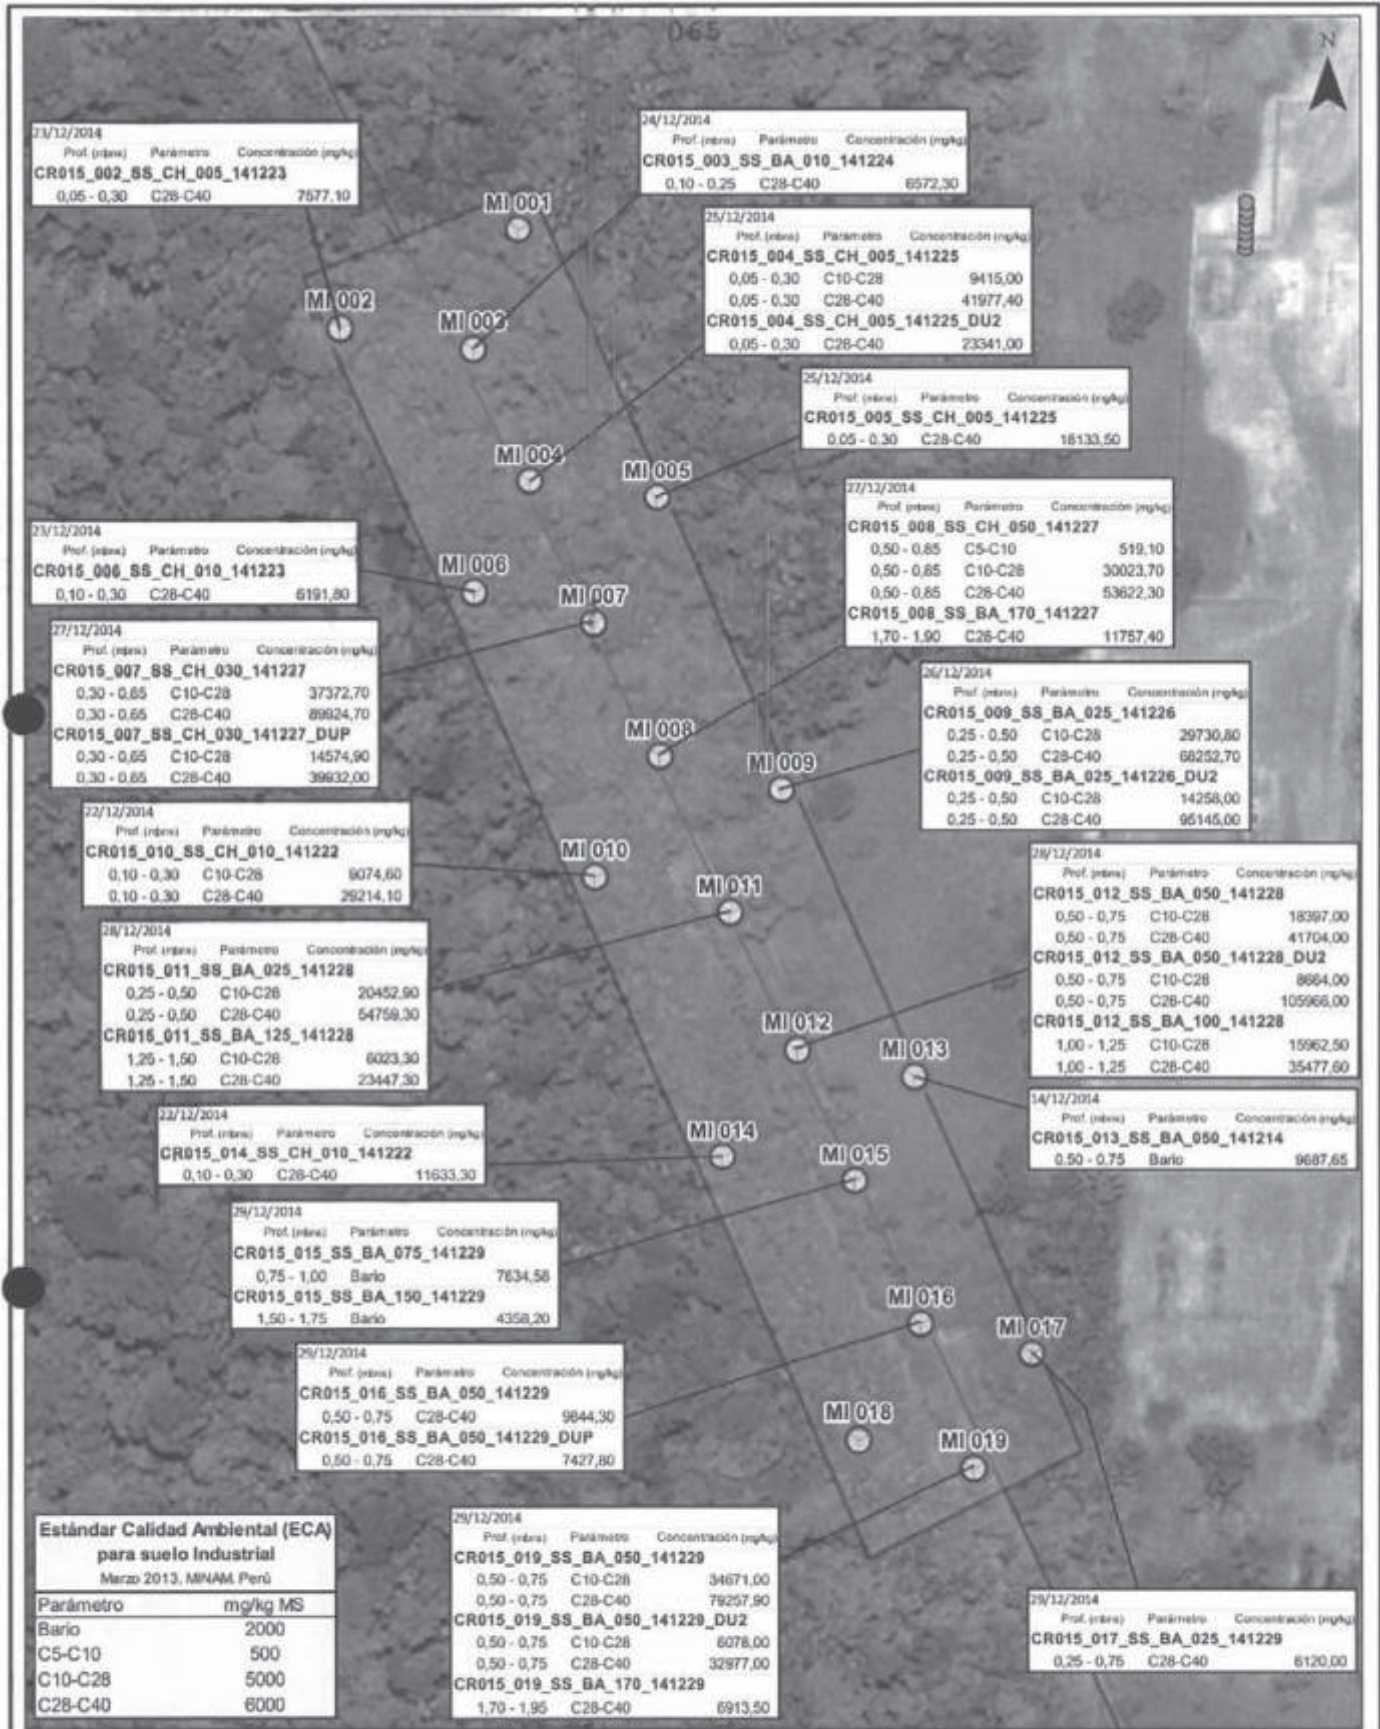 065
N
23/12/2014
Prof. (mbns) Parámetro Concentración (mg/kg)
CR015_002_SS_CH_005_141223
0,05 - 0,30 C28-C40 7577,10
24/12/2014
Prof. (mbns) Parámetro Concentración (mg/kg)
CR015_003_SS_BA_010_141224
0,10 - 0,25 C28-C40 6572,30
MI 001
25/12/2014
Prof. (mbns) Parámetro Concentración (mg/kg)
CR015_004_SS_CH_005_141225
0,05 - 0,30 C10-C28 9415,00
0,05 - 0,30 C28-C40 41977,40
CR015_004_SS_CH_005_141225_DU2
0,05 - 0,30 C28-C40 23341,00
MI 002
MI 003
25/12/2014
Prof. (mbns) Parámetro Concentración (mg/kg)
CR015_005_SS_CH_005_141225
0,05 - 0,30 C28-C40 18133,50
MI 004
MI 005
27/12/2014
Prof. (mbns) Parámetro Concentración (mg/kg)
CR015_008_SS_CH_050_141227
0,50 - 0,85 C5-C10 519,10
0,50 - 0,85 C10-C28 30023,70
0,50 - 0,85 C28-C40 53622,30
CR015_008_SS_BA_170_141227
1,70 - 1,90 C28-C40 11757,40
23/12/2014
Prof. (mbns) Parámetro Concentración (mg/kg)
CR015_006_SS_CH_010_141223
0,10 - 0,30 C28-C40 6191,80
MI 006
MI 007
27/12/2014
Prof. (mbns) Parámetro Concentración (mg/kg)
CR015_007_SS_CH_030_141227
0,30 - 0,65 C10-C28 37372,70
0,30 - 0,65 C28-C40 89924,70
CR015_007_SS_CH_030_141227_DUP
0,30 - 0,65 C10-C28 14574,90
0,30 - 0,65 C28-C40 39932,00
26/12/2014
Prof. (mbns) Parámetro Concentración (mg/kg)
CR015_009_SS_BA_025_141226
0,25 - 0,50 C10-C28 29730,80
0,25 - 0,50 C28-C40 68252,70
CR015_009_SS_BA_025_141226_DU2
0,25 - 0,50 C10-C28 14258,00
0,25 - 0,50 C28-C40 95145,00
MI 008
MI 009
22/12/2014
Prof. (mbns) Parámetro Concentración (mg/kg)
CR015_010_SS_CH_010_141222
0,10 - 0,30 C10-C28 9074,60
0,10 - 0,30 C28-C40 29214,10
MI 010
MI 011
28/12/2014
Prof. (mbns) Parámetro Concentración (mg/kg)
CR015_012_SS_BA_050_141228
0,50 - 0,75 C10-C28 18397,00
0,50 - 0,75 C28-C40 41704,00
CR015_012_SS_BA_050_141228_DU2
0,50 - 0,75 C10-C28 8664,00
0,50 - 0,75 C28-C40 105966,00
CR015_012_SS_BA_100_141228
1,00 - 1,25 C10-C28 15962,50
1,00 - 1,25 C28-C40 35477,60
28/12/2014
Prof. (mbns) Parámetro Concentración (mg/kg)
CR015_011_SS_BA_025_141228
0,25 - 0,50 C10-C28 20452,90
0,25 - 0,50 C28-C40 54759,30
CR015_011_SS_BA_125_141228
1,25 - 1,50 C10-C28 6023,30
1,25 - 1,50 C28-C40 23447,30
MI 012
MI 013
14/12/2014
Prof. (mbns) Parámetro Concentración (mg/kg)
CR015_013_SS_BA_050_141214
0,50 - 0,75 Bario 9687,65
22/12/2014
Prof. (mbns) Parámetro Concentración (mg/kg)
CR015_014_SS_CH_010_141222
0,10 - 0,30 C28-C40 11633,30
MI 014
MI 015
29/12/2014
Prof. (mbns) Parámetro Concentración (mg/kg)
CR015_015_SS_BA_075_141229
0,75 - 1,00 Bario 7634,58
CR015_015_SS_BA_150_141229
1,50 - 1,75 Bario 4358,20
MI 016
MI 017
29/12/2014
Prof. (mbns) Parámetro Concentración (mg/kg)
CR015_016_SS_BA_050_141229
0,50 - 0,75 C28-C40 9844,30
CR015_016_SS_BA_050_141229_DUP
0,50 - 0,75 C28-C40 7427,80
MI 018
MI 019
Estándar Calidad Ambiental (ECA)
para suelo Industrial
Marzo 2013. MINAM. Perú
Parámetro mg/kg MS
Bario 2000
C5-C10 500
C10-C28 5000
C28-C40 6000
29/12/2014
Prof. (mbns) Parámetro Concentración (mg/kg)
CR015_019_SS_BA_050_141229
0,50 - 0,75 C10-C28 34671,00
0,50 - 0,75 C28-C40 79257,90
CR015_019_SS_BA_050_141229_DU2
0,50 - 0,75 C10-C28 6078,00
0,50 - 0,75 C28-C40 32977,00
CR015_019_SS_BA_170_141229
1,70 - 1,95 C28-C40 6913,50
29/12/2014
Prof. (mbns) Parámetro Concentración (mg/kg)
CR015_017_SS_BA_025_141229
0,25 - 0,75 C28-C40 6120,00